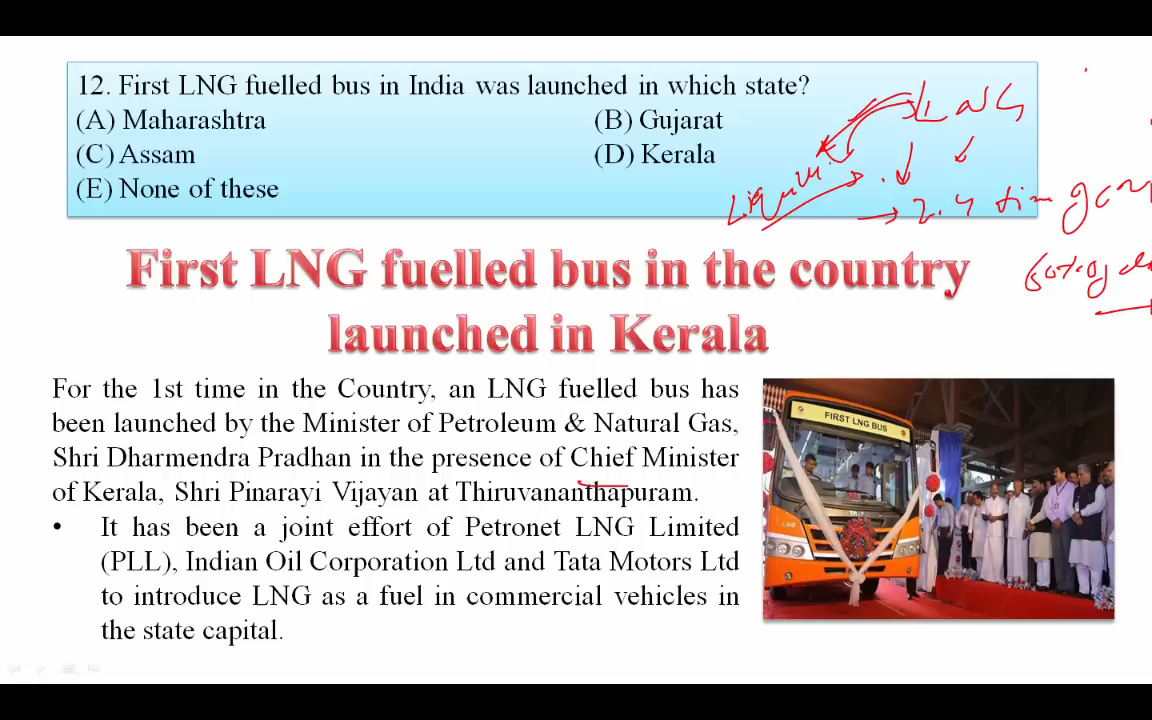 12. First LNG fuelled bus in India was launched in which state?
(A) Maharashtra (B) Gujarat
(C) Assam (D) Kerala
(E) None of these
LNG
2.4 time
First LNG fuelled bus in the country
launched in Kerala
For the 1st time in the Country, an LNG fuelled bus has
been launched by the Minister of Petroleum & Natural Gas,
Shri Dharmendra Pradhan in the presence of Chief Minister
of Kerala, Shri Pinarayi Vijayan at Thiruvananthapuram.
• It has been a joint effort of Petronet LNG Limited
(PLL), Indian Oil Corporation Ltd and Tata Motors Ltd
to introduce LNG as a fuel in commercial vehicles in
the state capital.
FIRST LNG BUS